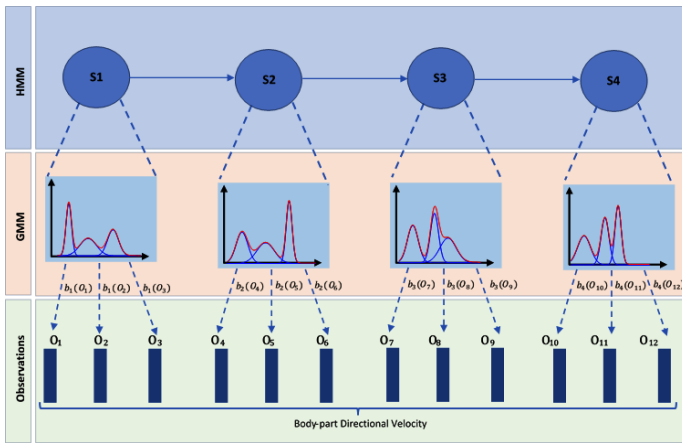 HMM
S1 S2 S3 S4
GMM
b₁(O₁) b₁(O₂) b₁(O₃) b₂(O₄) b₂(O₅) b₂(O₆) b₃(O₇) b₃(O₈) b₃(O₉) b₄(O₁₀) b₄(O₁₁) b₄(O₁₂)
Observations
O₁ O₂ O₃ O₄ O₅ O₆ O₇ O₈ O₉ O₁₀ O₁₁ O₁₂
Body-part Directional Velocity